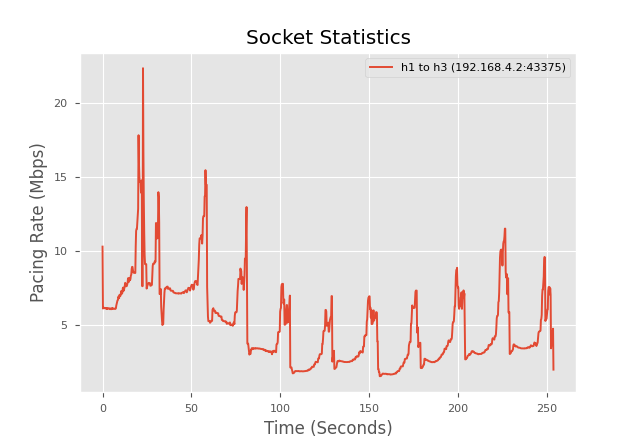 Socket Statistics
h1 to h3 (192.168.4.2:43375)
Pacing Rate (Mbps)
20
15
10
5
0
50
100
150
200
250
Time (Seconds)